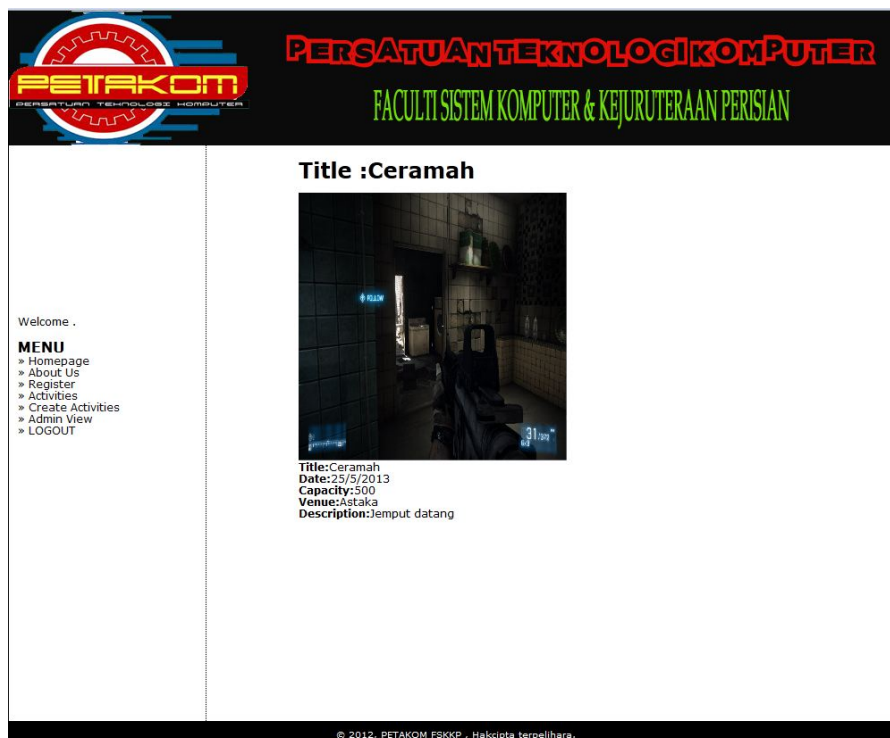 PETAKOM
PERSATUAN TEKNOLOGI KOMPUTER
PERSATUAN TEKNOLOGI KOMPUTER
FACULTI SISTEM KOMPUTER & KEJURUTERAAN PERISIAN
Welcome .
MENU
» Homepage
» About Us
» Register
» Activities
» Create Activities
» Admin View
» LOGOUT
Title :Ceramah
FOLLOW
31
Title:Ceramah
Date:25/5/2013
Capacity:500
Venue:Astaka
Description:Jemput datang
© 2012, PETAKOM FSKKP , Hakcipta terpelihara.